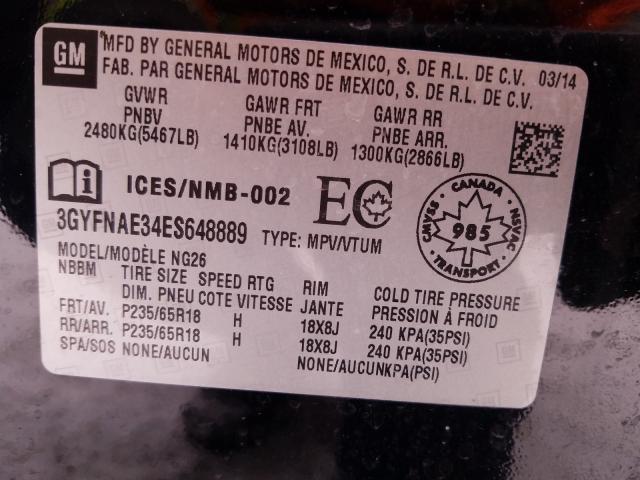 GM
MFD BY GENERAL MOTORS DE MEXICO, S. DE R.L. DE C.V. 03/14
FAB. PAR GENERAL MOTORS DE MEXICO, S. DE R.L. DE C.V.
GVWR GAWR FRT GAWR RR
PNBV PNBE AV. PNBE ARR.
2480KG(5467LB) 1410KG(3108LB) 1300KG(2866LB)
i ICES/NMB-002 EC
CANADA
CMVSS 985 NSVAC
TRANSPORT
3GYFNAE34ES648889 TYPE: MPV/VTUM
MODEL/MODÈLE NG26
NBBM TIRE SIZE SPEED RTG RIM COLD TIRE PRESSURE
DIM. PNEU COTE VITESSE JANTE PRESSION À FROID
FRT/AV. P235/65R18 H 18X8J 240 KPA(35PSI)
RR/ARR. P235/65R18 H 18X8J 240 KPA(35PSI)
SPA/SOS NONE/AUCUN NONE/AUCUNKPA(PSI)